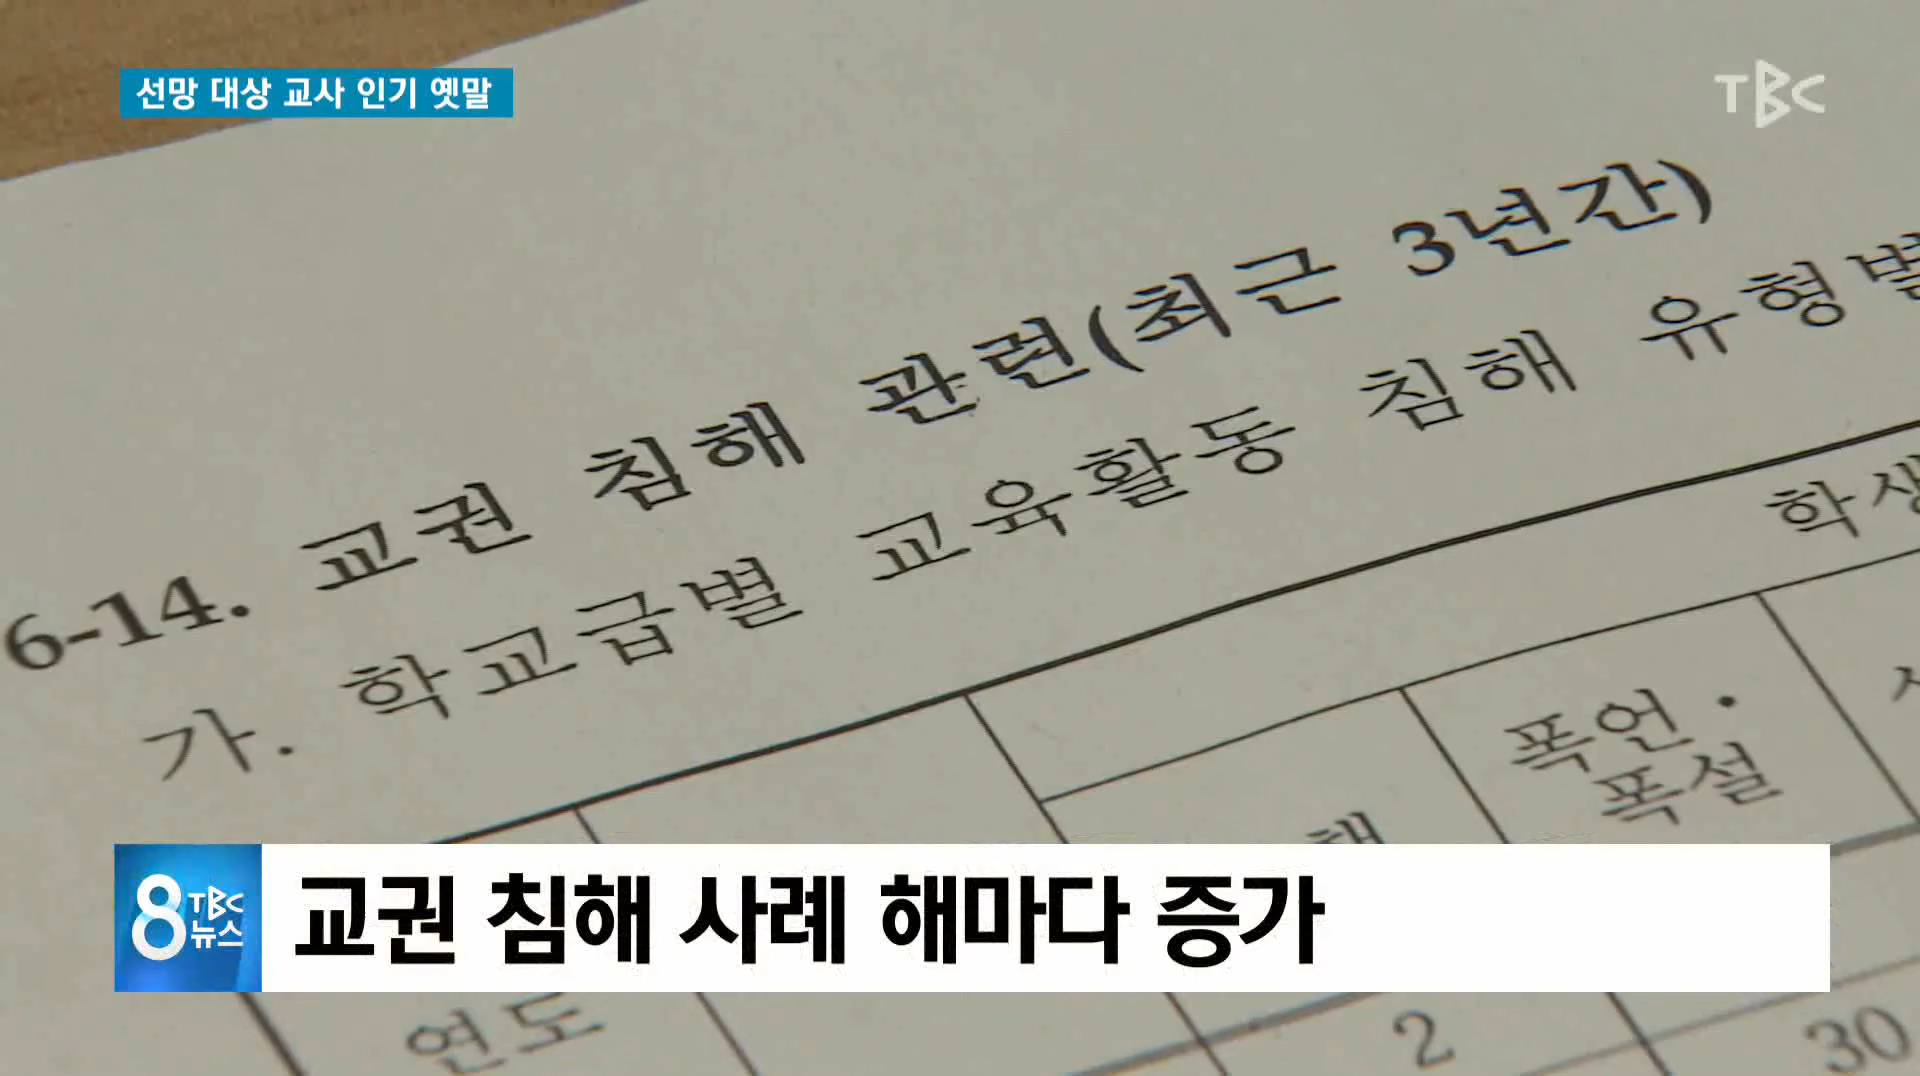 선망 대상 교사 인기 옛말
TBC
6-14. 교권 침해 관련(최근 3년간)
가. 학교급별 교육활동 침해 유형별
학생
폭언·
폭설
8 TBC 뉴스
교권 침해 사례 해마다 증가
연도
2
30